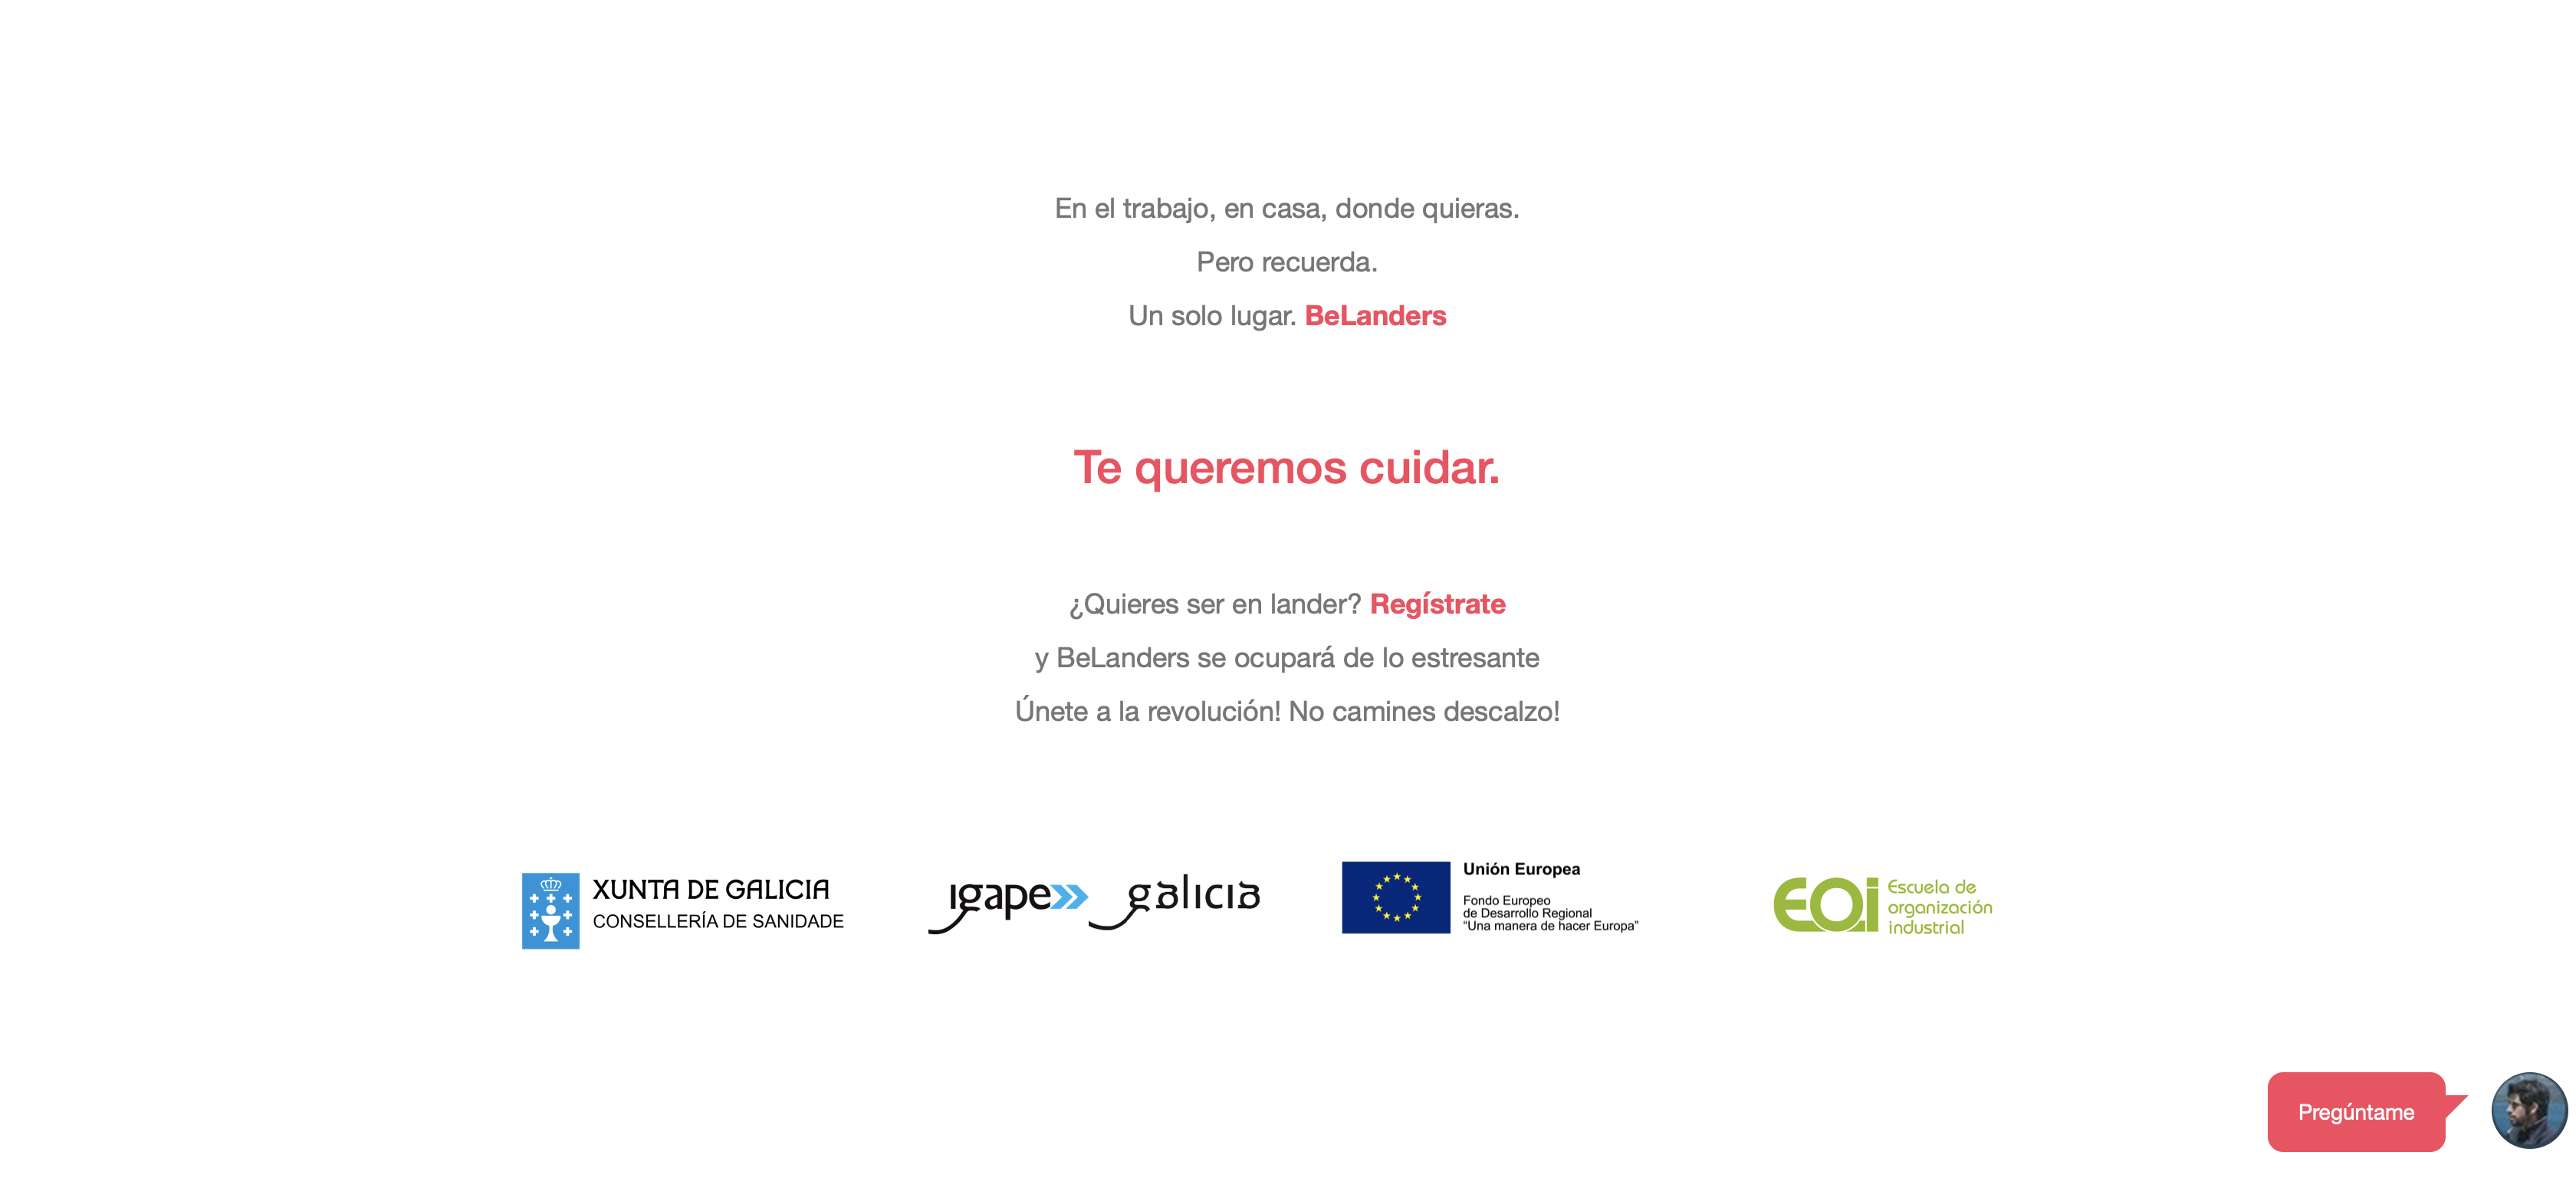 En el trabajo, en casa, donde quieras.
Pero recuerda.
Un solo lugar. BeLanders
Te queremos cuidar.
¿Quieres ser en lander? Regístrate
y BeLanders se ocupará de lo estresante
Únete a la revolución! No camines descalzo!
XUNTA DE GALICIA
CONSELLERÍA DE SANIDADE
igape galicia
Unión Europea
Fondo Europeo
de Desarrollo Regional
“Una manera de hacer Europa”
EOi
Escuela de
organización
industrial
Pregúntame